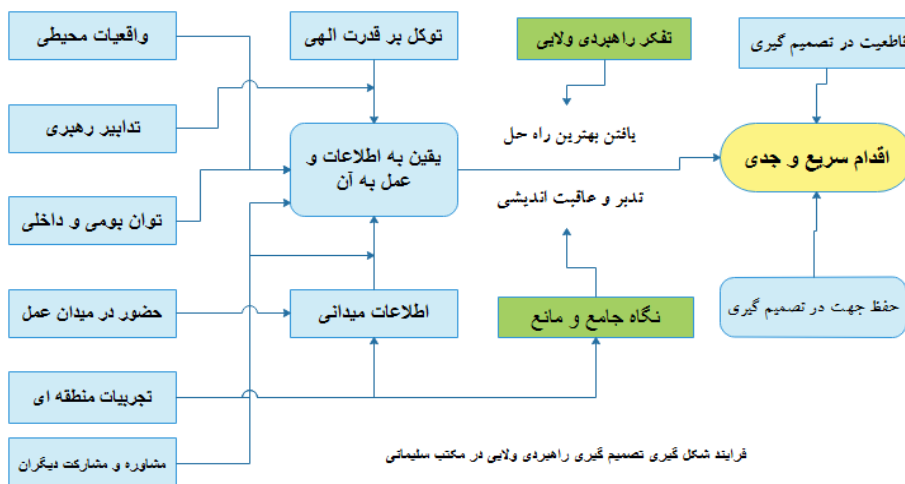 واقعیات محیطی
توکل بر قدرت الهی
تفکر راهبردی ولایی
قاطعیت در تصمیم گیری
تدابیر رهبری
یافتن بهترین راه حل
یقین به اطلاعات و
عمل به آن
اقدام سریع و جدی
تدبر و عاقبت اندیشی
توان بومی و داخلی
حضور در میدان عمل
اطلاعات میدانی
نگاه جامع و مانع
حفظ جهت در تصمیم گیری
تجربیات منطقه ای
مشاوره و مشارکت دیگران
فرایند شکل گیری تصمیم گیری راهبردی ولایی در مکتب سلیمانی